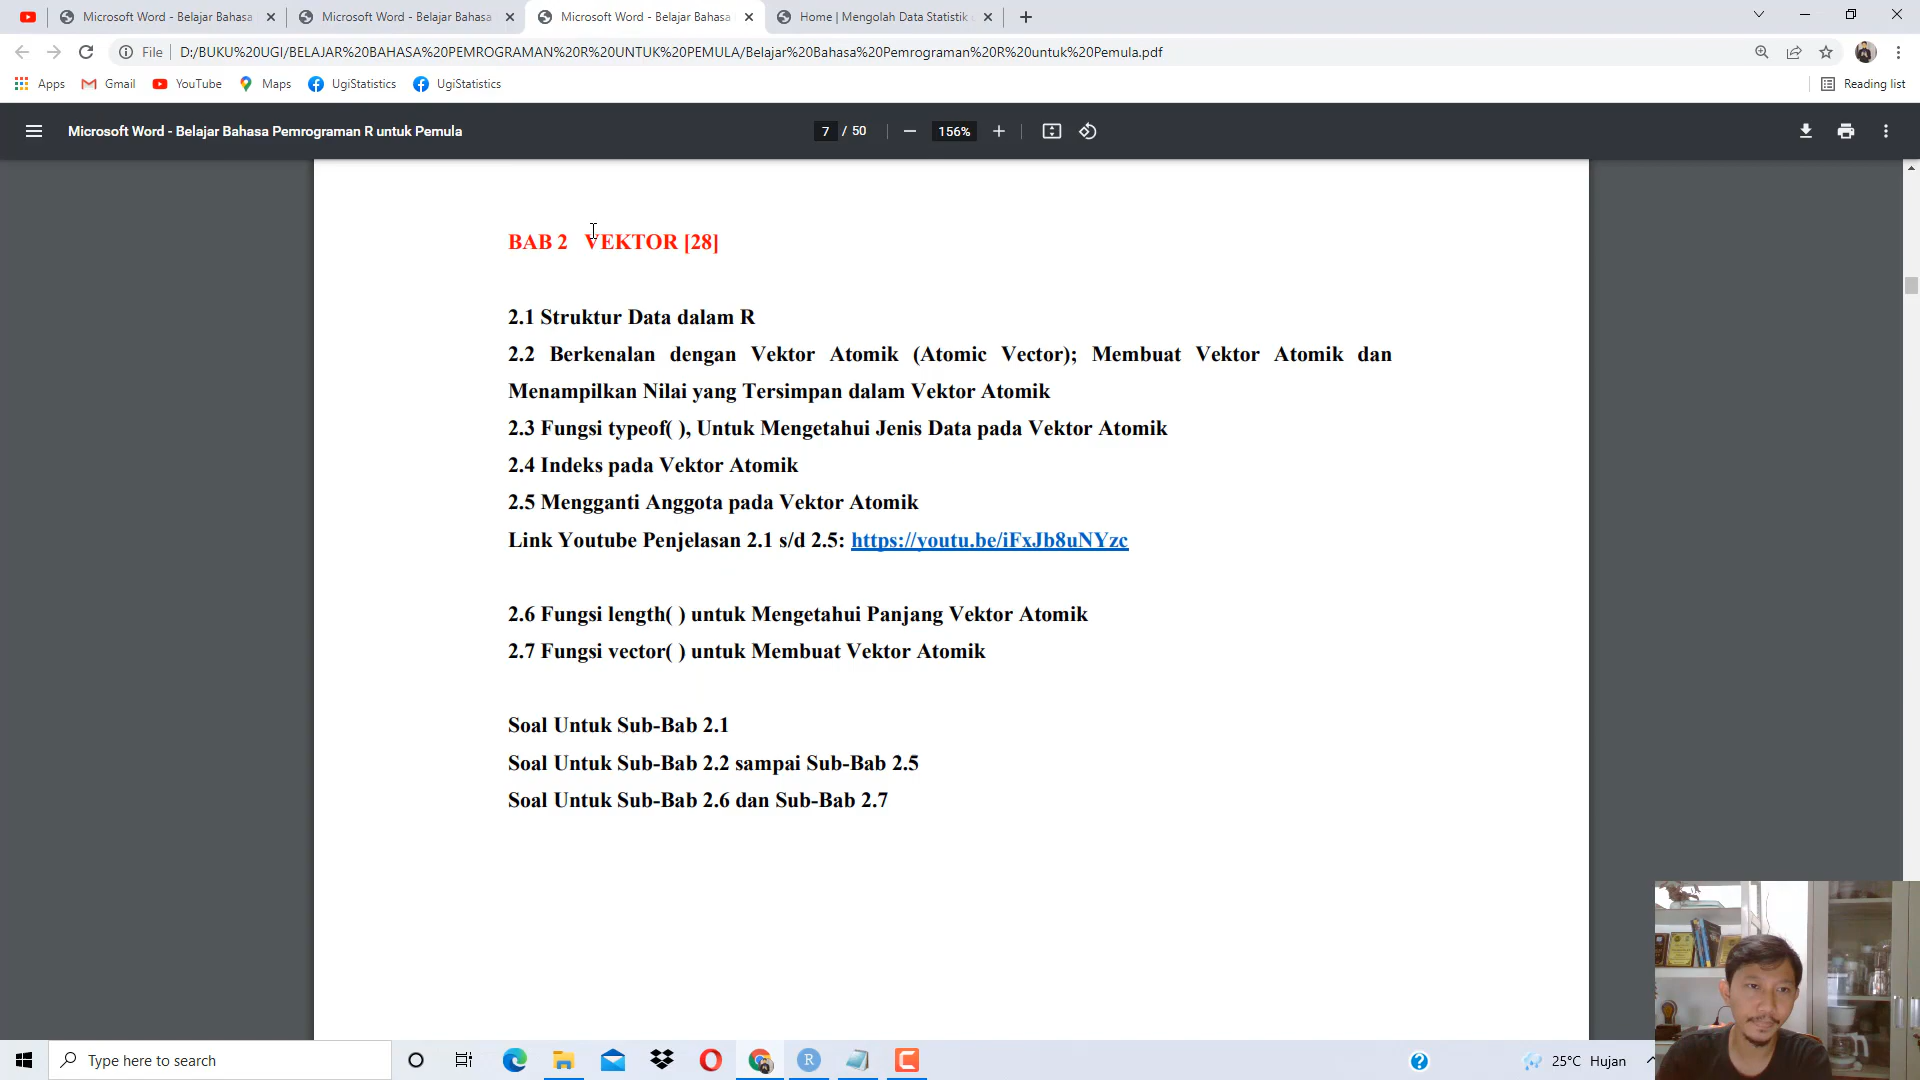 Microsoft Word - Belajar Bahasa
Microsoft Word - Belajar Bahasa
Microsoft Word - Belajar Bahasa
Home | Mengolah Data Statistik
File
D:/BUKU%20UGI/BELAJAR%20BAHASA%20PEMROGRAMAN%20R%20UNTUK%20PEMULA/Belajar%20Bahasa%20Pemrograman%20R%20untuk%20Pemula.pdf
Apps
Gmail
YouTube
Maps
UgiStatistics
UgiStatistics
Reading list
Microsoft Word - Belajar Bahasa Pemrograman R untuk Pemula
7 / 50
156%
BAB 2 VEKTOR [28]
2.1 Struktur Data dalam R
2.2 Berkenalan dengan Vektor Atomik (Atomic Vector); Membuat Vektor Atomik dan
Menampilkan Nilai yang Tersimpan dalam Vektor Atomik
2.3 Fungsi typeof( ), Untuk Mengetahui Jenis Data pada Vektor Atomik
2.4 Indeks pada Vektor Atomik
2.5 Mengganti Anggota pada Vektor Atomik
Link Youtube Penjelasan 2.1 s/d 2.5: https://youtu.be/iFxJb8uNYzc
2.6 Fungsi length( ) untuk Mengetahui Panjang Vektor Atomik
2.7 Fungsi vector( ) untuk Membuat Vektor Atomik
Soal Untuk Sub-Bab 2.1
Soal Untuk Sub-Bab 2.2 sampai Sub-Bab 2.5
Soal Untuk Sub-Bab 2.6 dan Sub-Bab 2.7
Type here to search
25°C Hujan